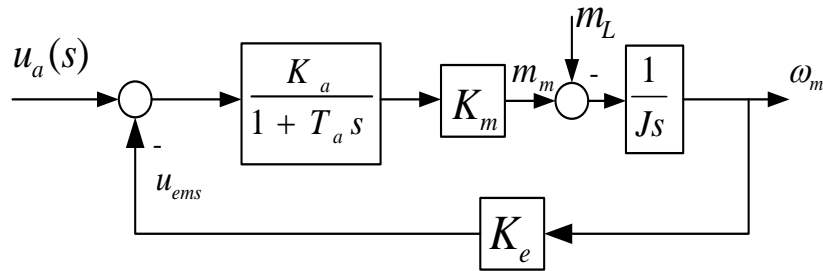 u_a(s)
K_a
1 + T_a s
K_m
m_m
m_L
-
1
Js
ω_m
-
u_ems
K_e